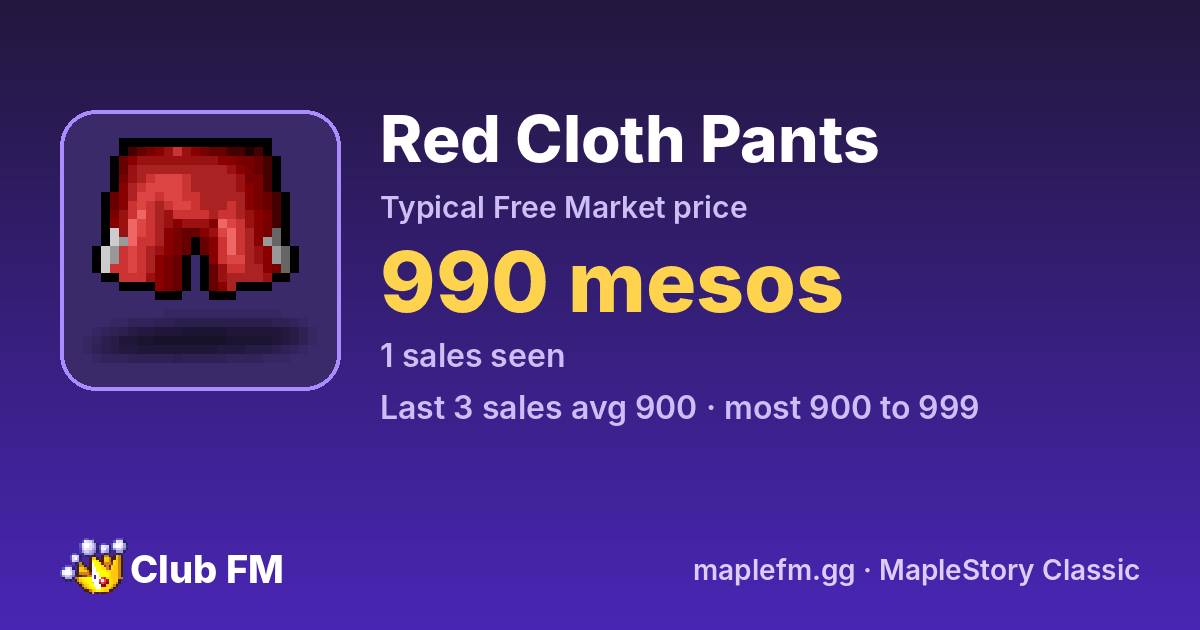 Red Cloth Pants
Typical Free Market price
990 mesos
1 sales seen
Last 3 sales avg 900 · most 900 to 999
Club FM
maplefm.gg · MapleStory Classic